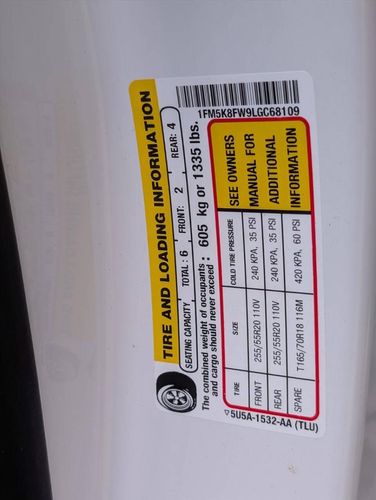 TIRE AND LOADING INFORMATION
SEATING CAPACITY TOTAL : 6 FRONT: 2 REAR: 4
The combined weight of occupants : 605 kg or 1335 lbs.
and cargo should never exceed
1FM5K8FW9LGC68109
TIRE SIZE COLD TIRE PRESSURE SEE OWNERS
FRONT 255/55R20 110V 240 KPA, 35 PSI MANUAL FOR
REAR 255/55R20 110V 240 KPA, 35 PSI ADDITIONAL
SPARE T165/70R18 116M 420 KPA, 60 PSI INFORMATION
▽5U5A-1532-AA (TLU)